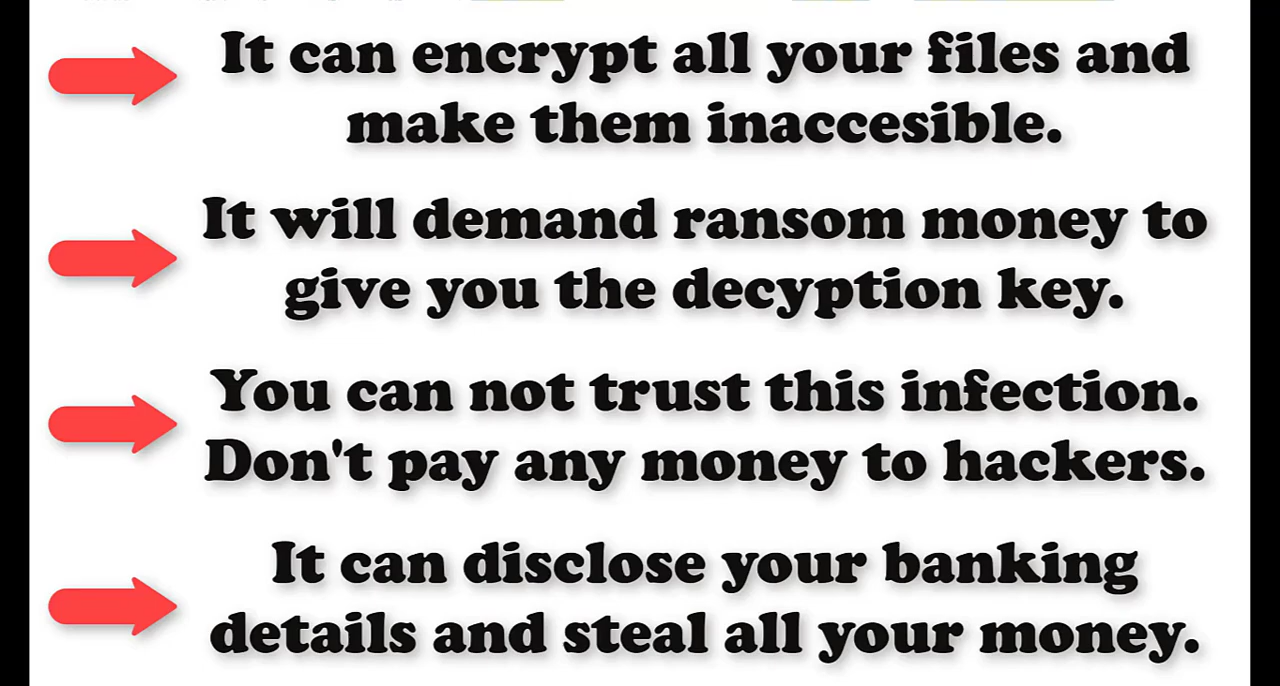 It can encrypt all your files and
make them inaccesible.
It will demand ransom money to
give you the decyption key.
You can not trust this infection.
Don't pay any money to hackers.
It can disclose your banking
details and steal all your money.